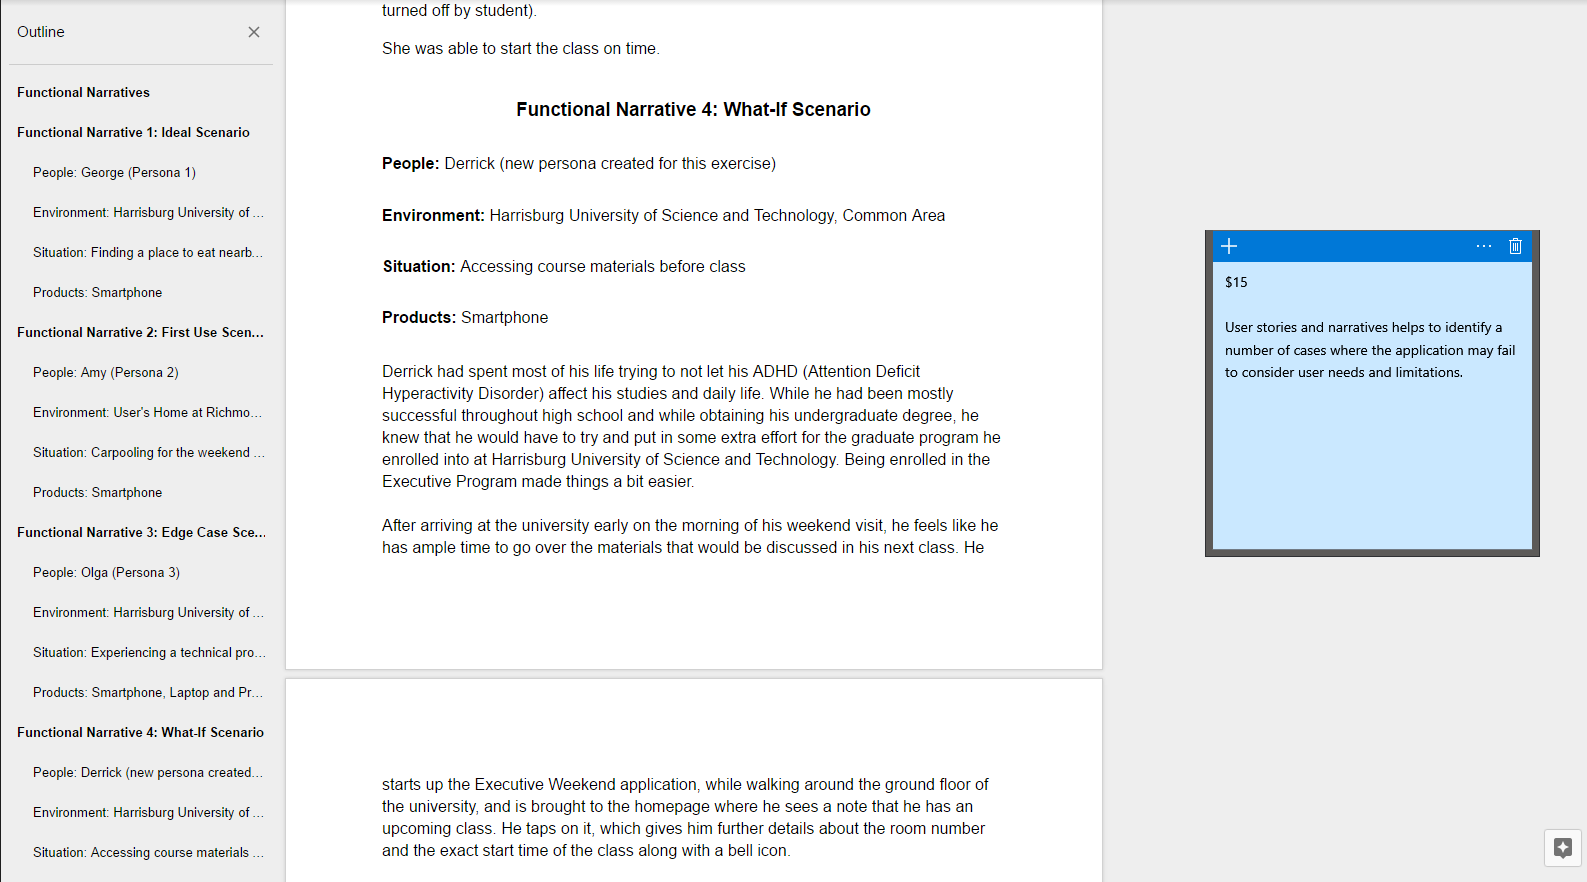 Outline
Functional Narratives
Functional Narrative 1: Ideal Scenario
People: George (Persona 1)
Environment: Harrisburg University of ...
Situation: Finding a place to eat nearb...
Products: Smartphone
Functional Narrative 2: First Use Scen...
People: Amy (Persona 2)
Environment: User's Home at Richmo...
Situation: Carpooling for the weekend ...
Products: Smartphone
Functional Narrative 3: Edge Case Sce...
People: Olga (Persona 3)
Environment: Harrisburg University of ...
Situation: Experiencing a technical pro...
Products: Smartphone, Laptop and Pr...
Functional Narrative 4: What-If Scenario
People: Derrick (new persona created...
Environment: Harrisburg University of ...
Situation: Accessing course materials ...
turned off by student).
She was able to start the class on time.
Functional Narrative 4: What-If Scenario
People: Derrick (new persona created for this exercise)
Environment: Harrisburg University of Science and Technology, Common Area
Situation: Accessing course materials before class
Products: Smartphone
Derrick had spent most of his life trying to not let his ADHD (Attention Deficit
Hyperactivity Disorder) affect his studies and daily life. While he had been mostly
successful throughout high school and while obtaining his undergraduate degree, he
knew that he would have to try and put in some extra effort for the graduate program he
enrolled into at Harrisburg University of Science and Technology. Being enrolled in the
Executive Program made things a bit easier.
After arriving at the university early on the morning of his weekend visit, he feels like he
has ample time to go over the materials that would be discussed in his next class. He
starts up the Executive Weekend application, while walking around the ground floor of
the university, and is brought to the homepage where he sees a note that he has an
upcoming class. He taps on it, which gives him further details about the room number
and the exact start time of the class along with a bell icon.
$15
User stories and narratives helps to identify a
number of cases where the application may fail
to consider user needs and limitations.